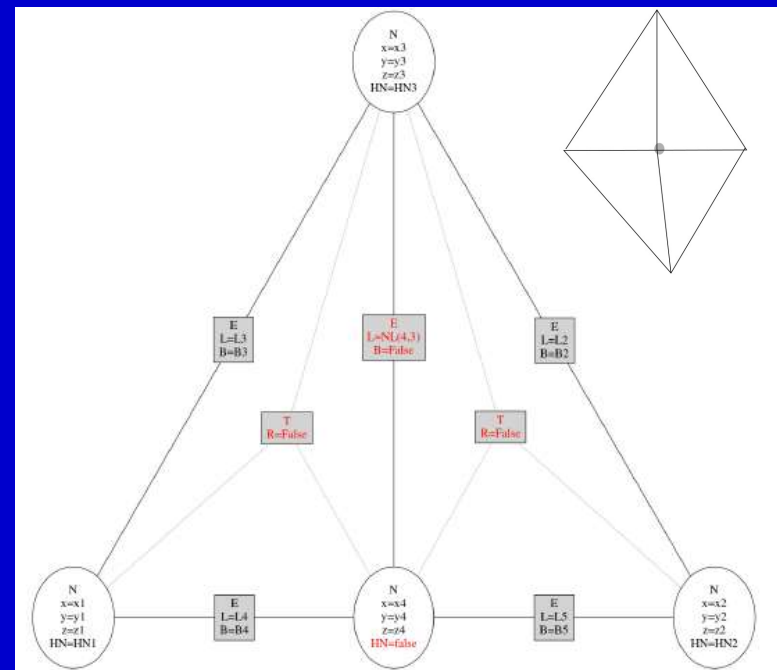 N
x=x3
y=y3
z=z3
HN=HN3
E
L=L3
B=B3
E
L=NL(4,3)
B=False
E
L=L2
B=B2
T
R=False
T
R=False
N
x=x1
y=y1
z=z1
HN=HN1
E
L=L4
B=B4
N
x=x4
y=y4
z=z4
HN=false
E
L=L5
B=B5
N
x=x2
y=y2
z=z2
HN=HN2